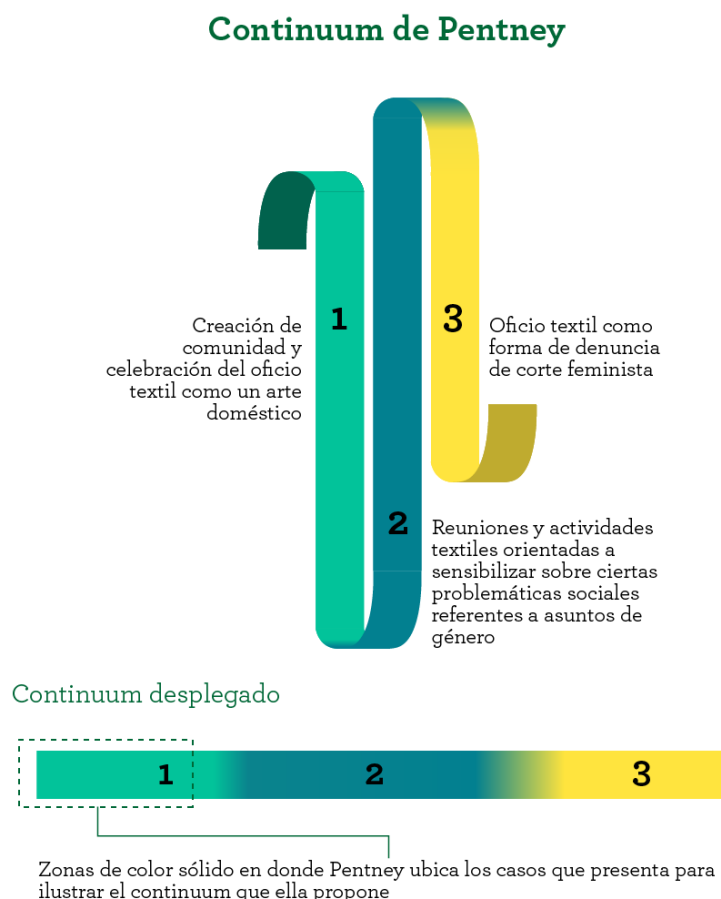 Continuum de Pentney
1
Creación de
comunidad y
celebración del oficio
textil como un arte
doméstico
3
Oficio textil como
forma de denuncia
de corte feminista
2
Reuniones y actividades
textiles orientadas a
sensibilizar sobre ciertas
problemáticas sociales
referentes a asuntos de
género
Continuum desplegado
1
2
3
Zonas de color sólido en donde Pentney ubica los casos que presenta para
ilustrar el continuum que ella propone